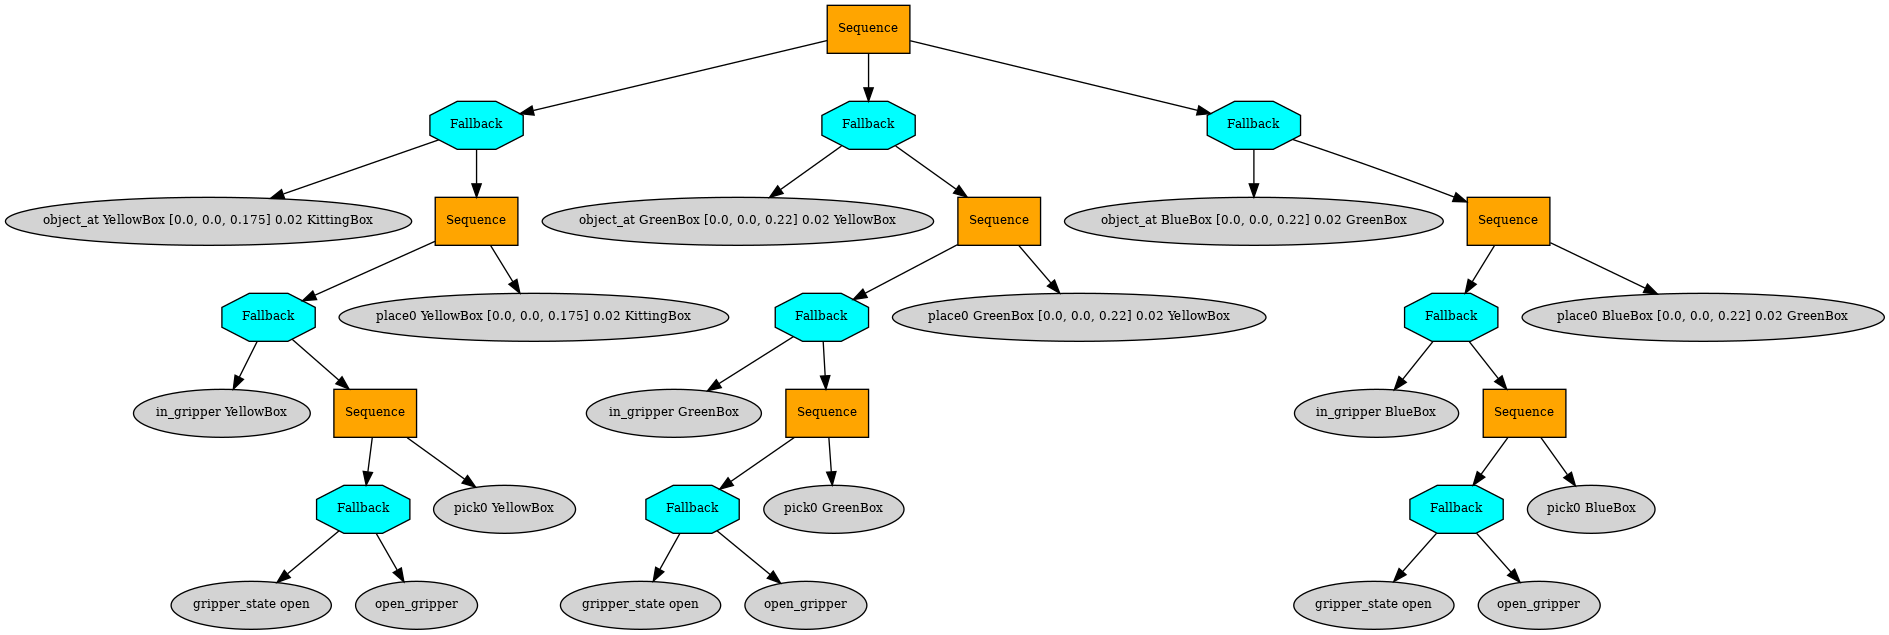 Sequence
Fallback
Fallback
Fallback
object_at YellowBox [0.0, 0.0, 0.175] 0.02 KittingBox
Sequence
object_at GreenBox [0.0, 0.0, 0.22] 0.02 YellowBox
Sequence
object_at BlueBox [0.0, 0.0, 0.22] 0.02 GreenBox
Sequence
Fallback
place0 YellowBox [0.0, 0.0, 0.175] 0.02 KittingBox
Fallback
place0 GreenBox [0.0, 0.0, 0.22] 0.02 YellowBox
Fallback
place0 BlueBox [0.0, 0.0, 0.22] 0.02 GreenBox
in_gripper YellowBox
Sequence
in_gripper GreenBox
Sequence
in_gripper BlueBox
Sequence
Fallback
pick0 YellowBox
Fallback
pick0 GreenBox
Fallback
pick0 BlueBox
gripper_state open
open_gripper
gripper_state open
open_gripper
gripper_state open
open_gripper